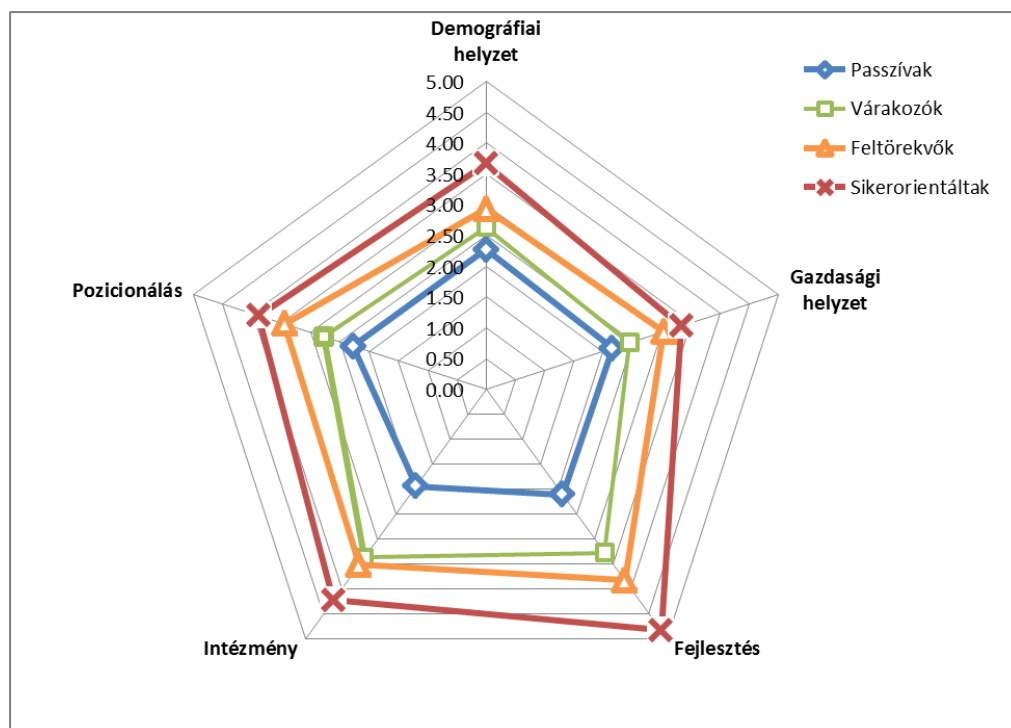 Demográfiai
helyzet
5.00
4.50
4.00
3.50
3.00
2.50
2.00
1.50
1.00
0.50
0.00
Passzívak
Várakozók
Feltörekvők
Sikerorientáltak
Gazdasági
helyzet
Pozicionálás
Intézmény
Fejlesztés